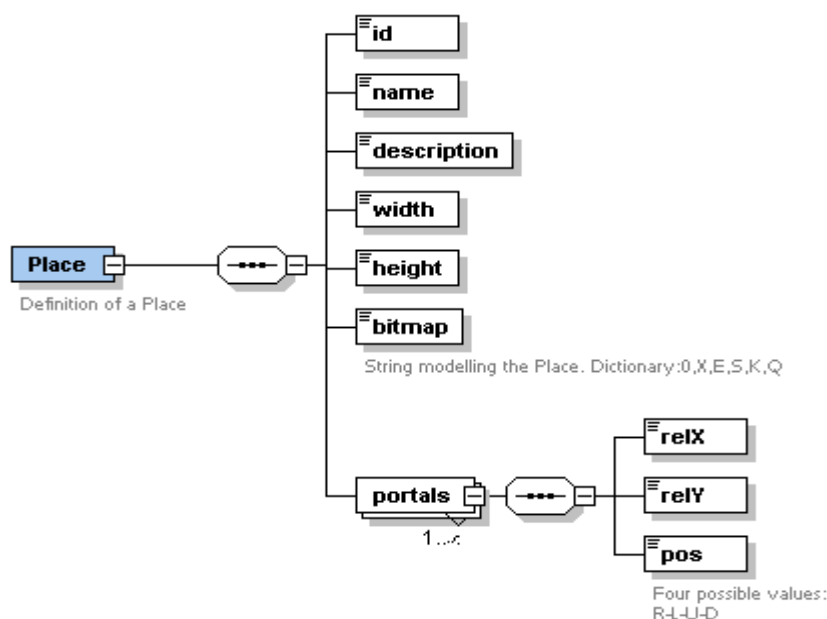 id
name
description
width
Place
height
Definition of a Place
bitmap
String modelling the Place. Dictionary:0,X,E,S,K,Q
relX
portals
relY
pos
Four possible values:
R-L-U-D